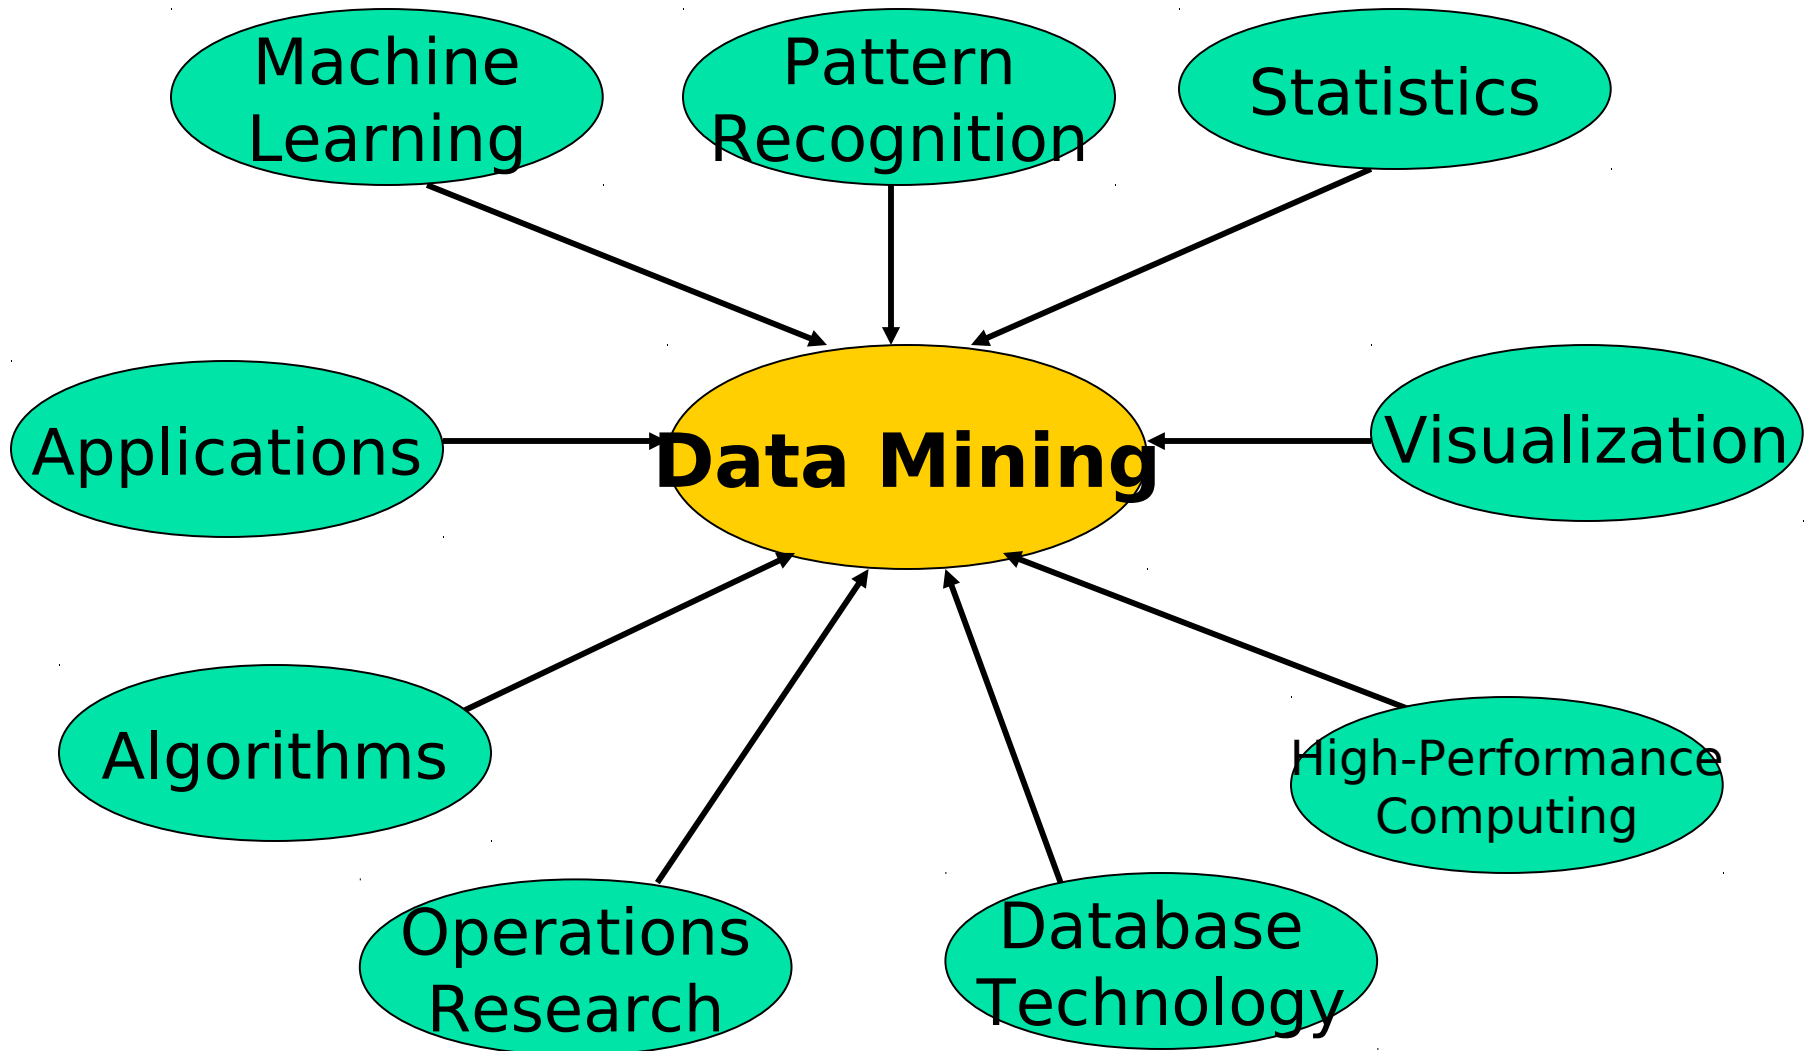 Machine
Learning
Pattern
Recognition
Statistics
Applications
Data Mining
Visualization
Algorithms
High-Performance
Computing
Operations
Research
Database
Technology